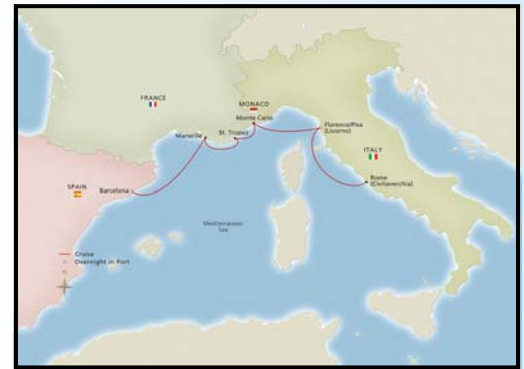 FRANCE
MONACO
Monte Carlo
Marseille
St. Tropez
Florence/Pisa
(Livorno)
ITALY
SPAIN
Barcelona
Rome
(Civitavecchia)
Mediterranean
Sea
Cruise
Overnight in Port
N